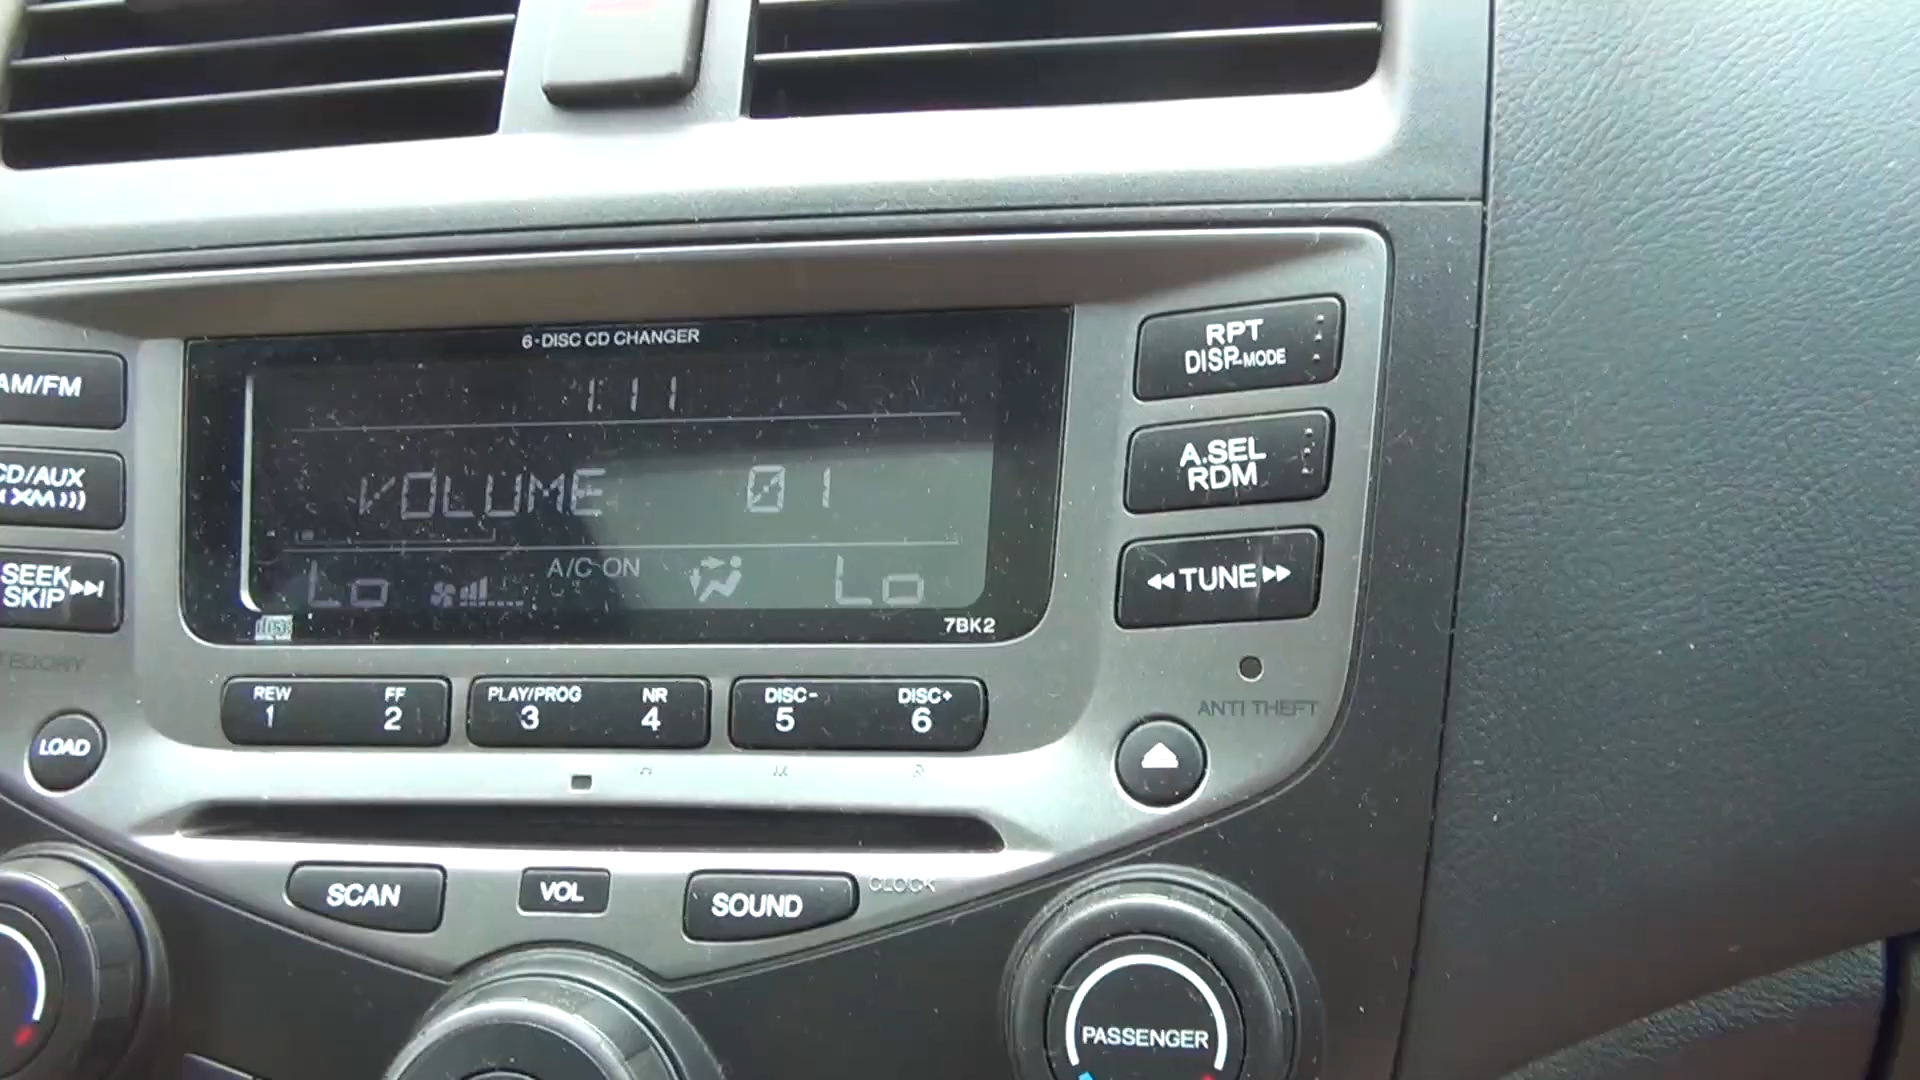 6-DISC CD CHANGER
1:11
VOLUME 01
A/C ON
Lo Lo
7BK2
AM/FM
CD/AUX
XM
SEEK
SKIP
RPT
DISP-MODE
A.SEL
RDM
TUNE
REW FF
1 2
PLAY/PROG NR
3 4
DISC- DISC+
5 6
LOAD
ANTI THEFT
SCAN
VOL
SOUND
CLOCK
PASSENGER